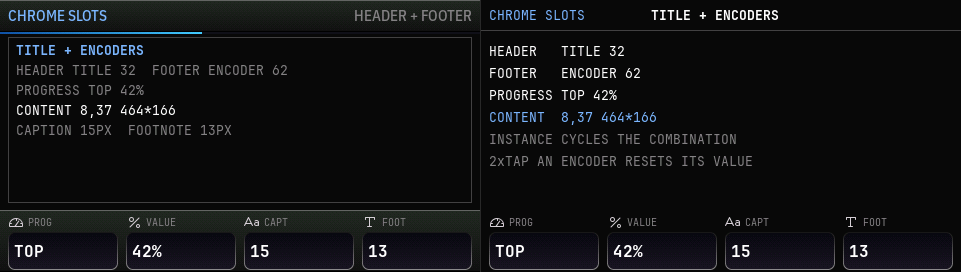 CHROME SLOTS HEADER + FOOTER
TITLE + ENCODERS
HEADER TITLE 32 FOOTER ENCODER 62
PROGRESS TOP 42%
CONTENT 8,37 464*166
CAPTION 15PX FOOTNOTE 13PX
PROG VALUE CAPT FOOT
TOP 42% 15 13
CHROME SLOTS TITLE + ENCODERS
HEADER TITLE 32
FOOTER ENCODER 62
PROGRESS TOP 42%
CONTENT 8,37 464*166
INSTANCE CYCLES THE COMBINATION
2xTAP AN ENCODER RESETS ITS VALUE
PROG VALUE CAPT FOOT
TOP 42% 15 13